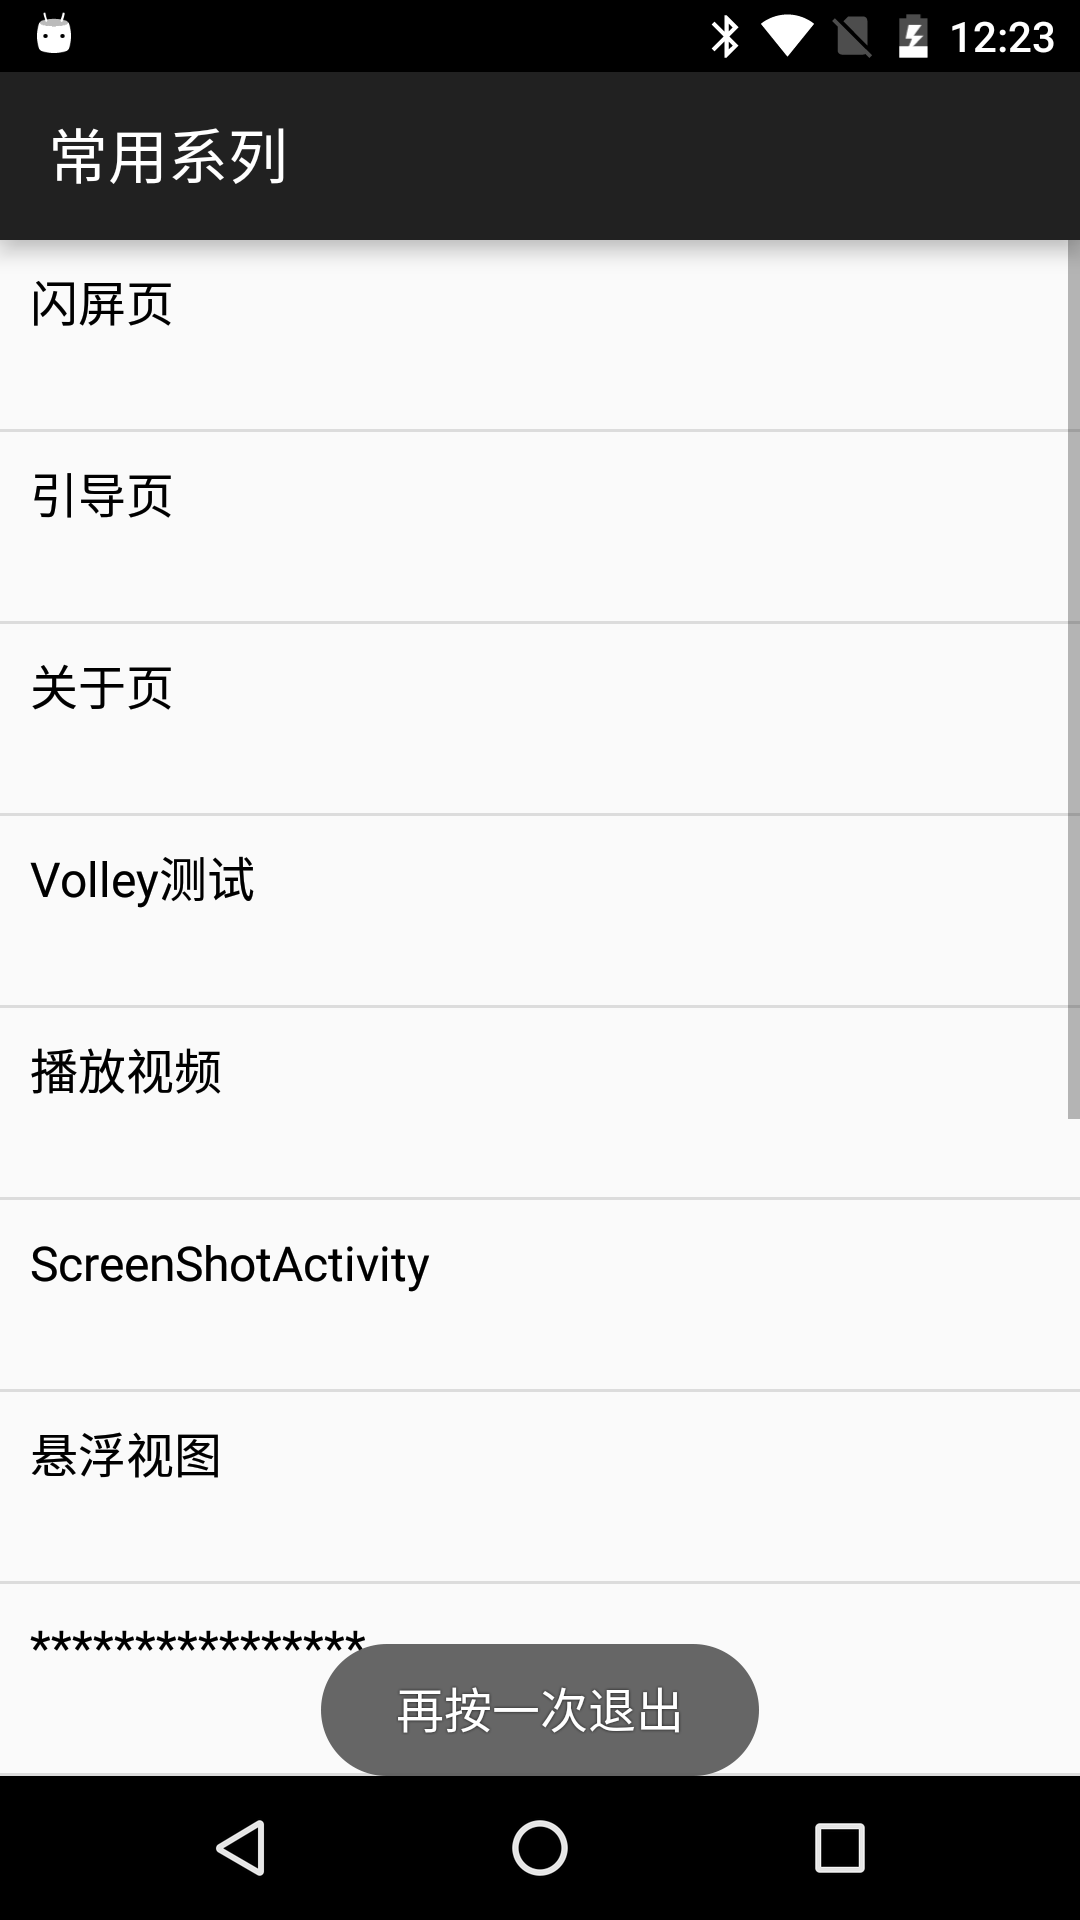 12:23
常用系列
闪屏页
引导页
关于页
Volley测试
播放视频
ScreenShotActivity
悬浮视图
****************
再按一次退出